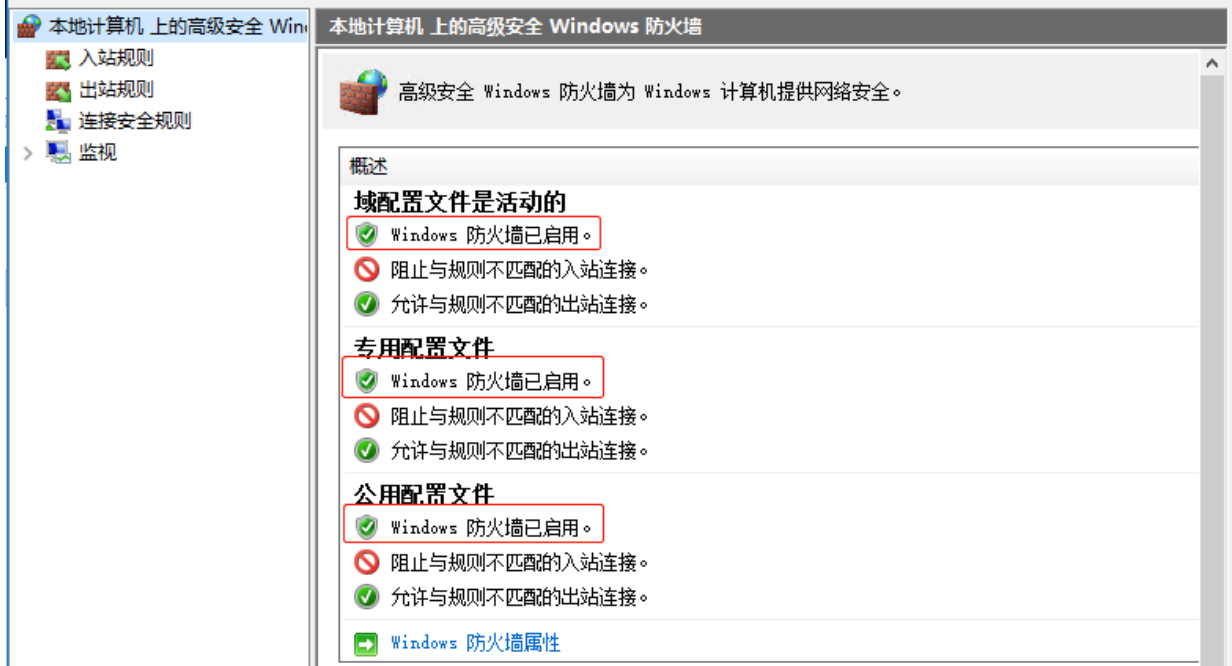 本地计算机 上的高级安全 Win
入站规则
出站规则
连接安全规则
监视
本地计算机 上的高级安全 Windows 防火墙
高级安全 Windows 防火墙为 Windows 计算机提供网络安全。
概述
域配置文件是活动的
Windows 防火墙已启用。
阻止与规则不匹配的入站连接。
允许与规则不匹配的出站连接。
专用配置文件
Windows 防火墙已启用。
阻止与规则不匹配的入站连接。
允许与规则不匹配的出站连接。
公用配置文件
Windows 防火墙已启用。
阻止与规则不匹配的入站连接。
允许与规则不匹配的出站连接。
Windows 防火墙属性